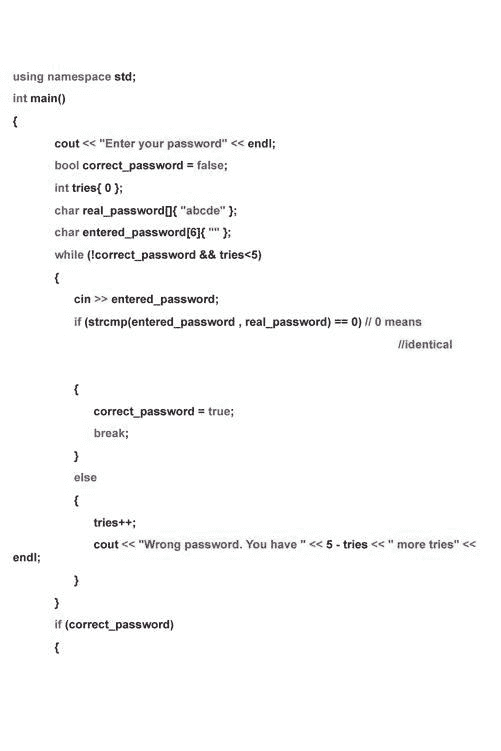 using namespace std;
int main()
{
cout << "Enter your password" << endl;
bool correct_password = false;
int tries{ 0 };
char real_password[]{ "abcde" };
char entered_password[6]{ "" };
while (!correct_password && tries<5)
{
cin >> entered_password;
if (strcmp(entered_password , real_password) == 0) // 0 means
//identical
{
correct_password = true;
break;
}
else
{
tries++;
cout << "Wrong password. You have " << 5 - tries << " more tries" <<
endl;
}
}
if (correct_password)
{